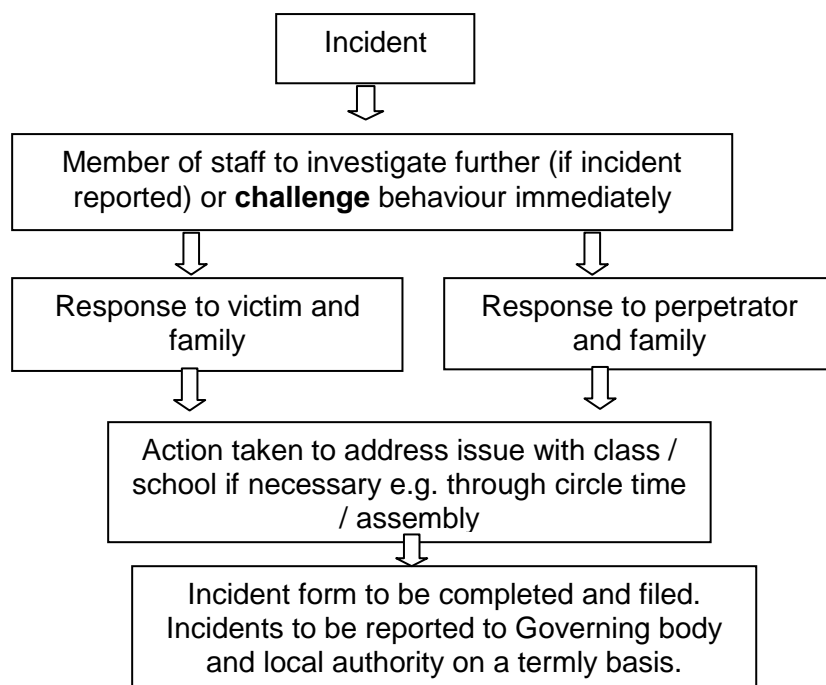 Incident
Member of staff to investigate further (if incident
reported) or challenge behaviour immediately
Response to victim and
family
Response to perpetrator
and family
Action taken to address issue with class /
school if necessary e.g. through circle time
/ assembly
Incident form to be completed and filed.
Incidents to be reported to Governing body
and local authority on a termly basis.